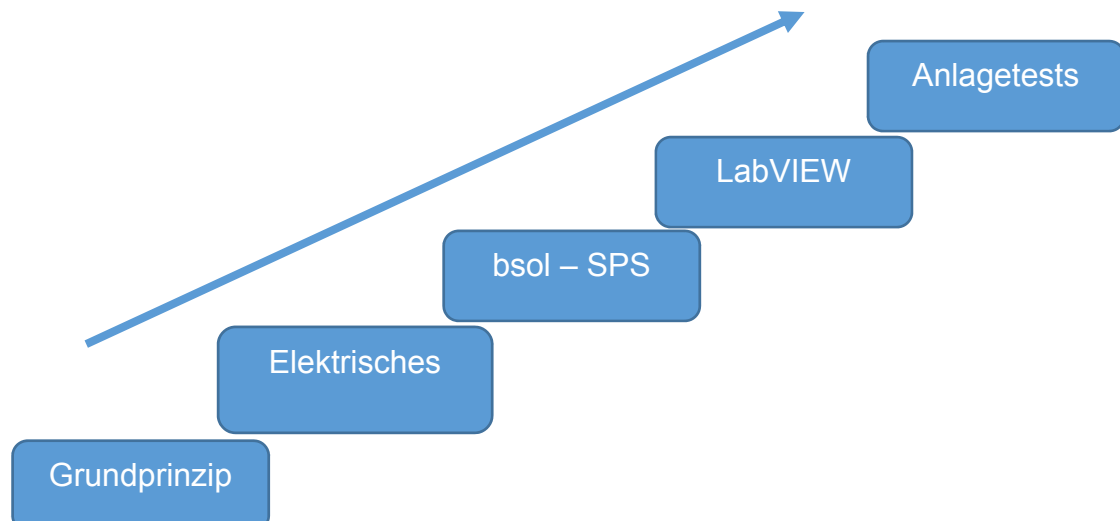 Anlagetests
LabVIEW
bsol – SPS
Elektrisches
Grundprinzip